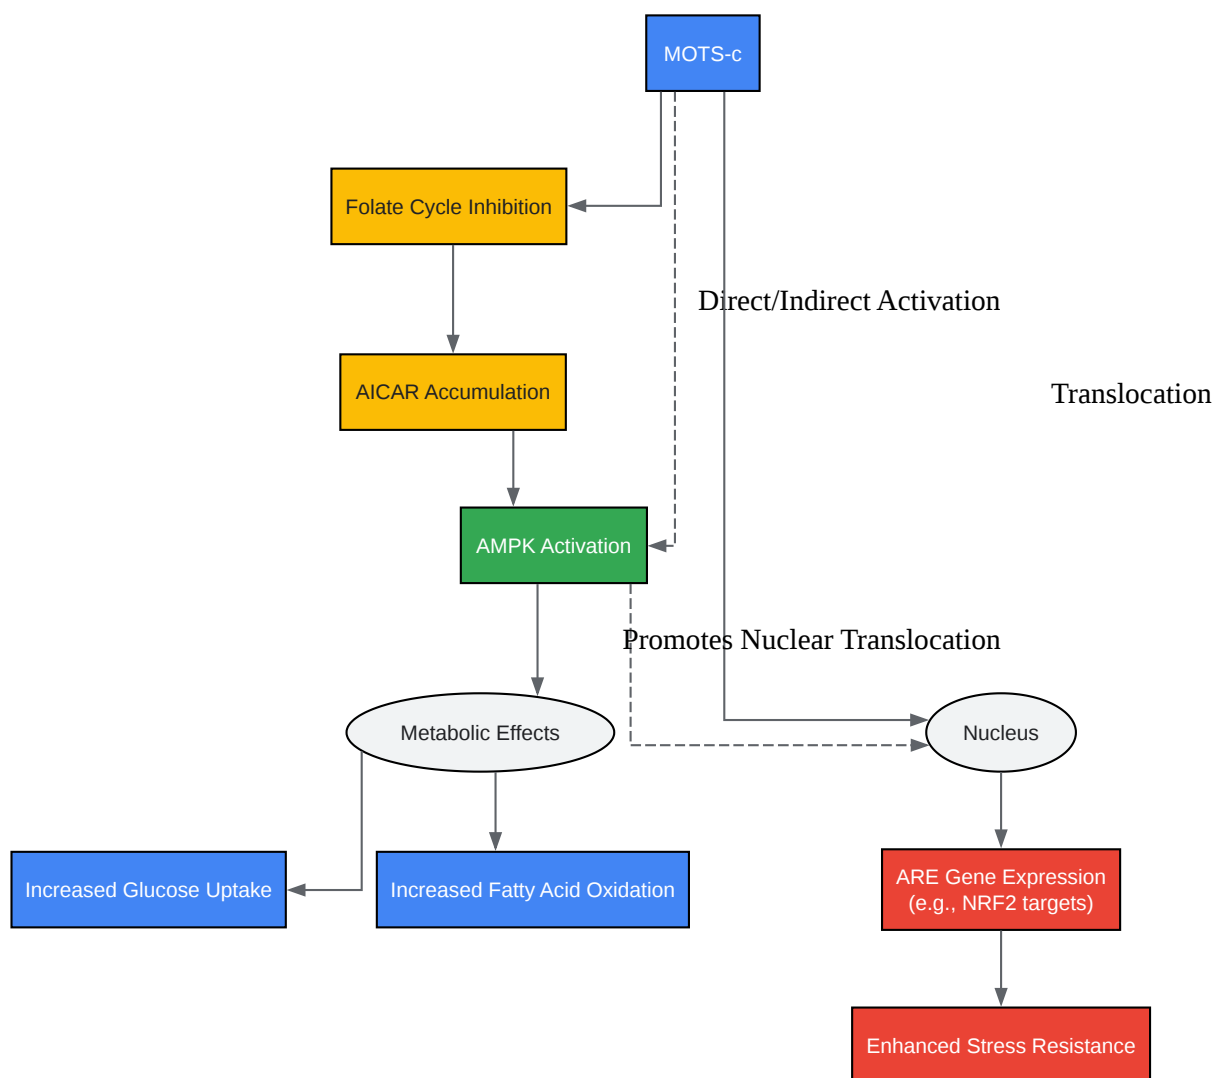 MOTS-c
Folate Cycle Inhibition
Direct/Indirect Activation
AICAR Accumulation
Translocation
AMPK Activation
Promotes Nuclear Translocation
Metabolic Effects
Nucleus
Increased Glucose Uptake
Increased Fatty Acid Oxidation
ARE Gene Expression
(e.g., NRF2 targets)
Enhanced Stress Resistance